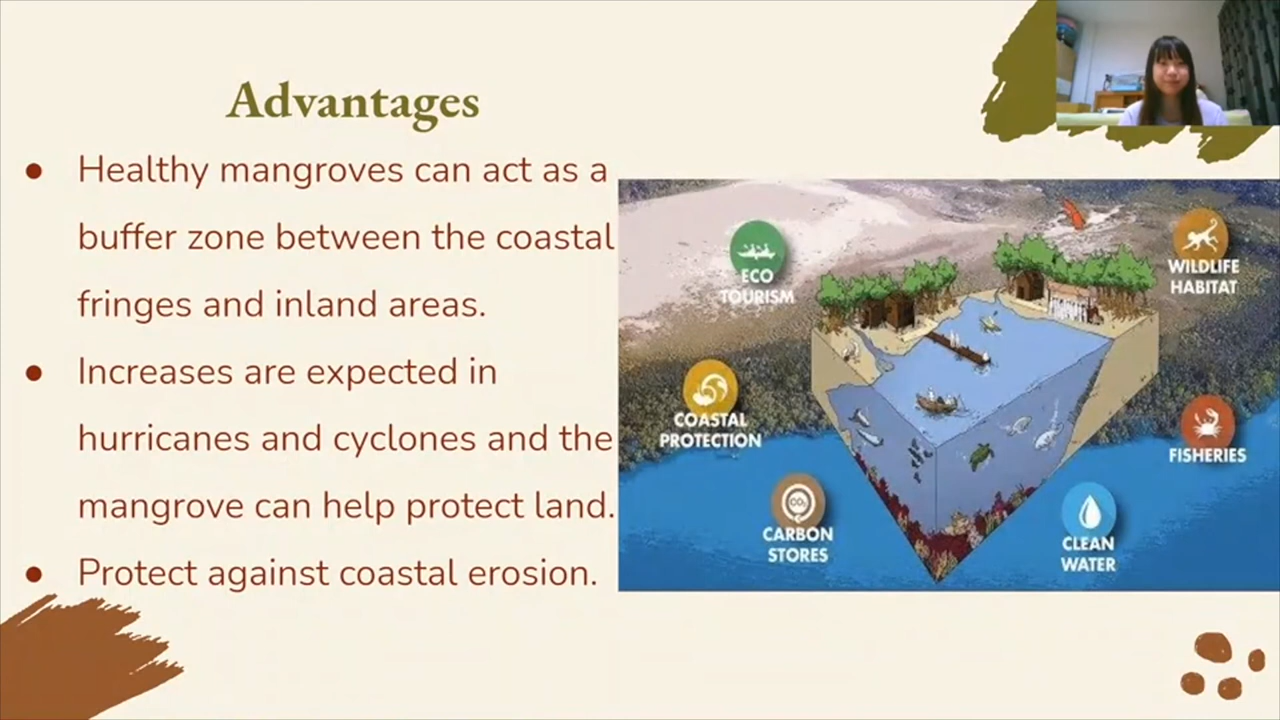 Advantages
● Healthy mangroves can act as a
buffer zone between the coastal
fringes and inland areas.
● Increases are expected in
hurricanes and cyclones and the
mangrove can help protect land.
● Protect against coastal erosion.
ECO
TOURISM
WILDLIFE
HABITAT
COASTAL
PROTECTION
FISHERIES
CO₂
CARBON
STORES
CLEAN
WATER